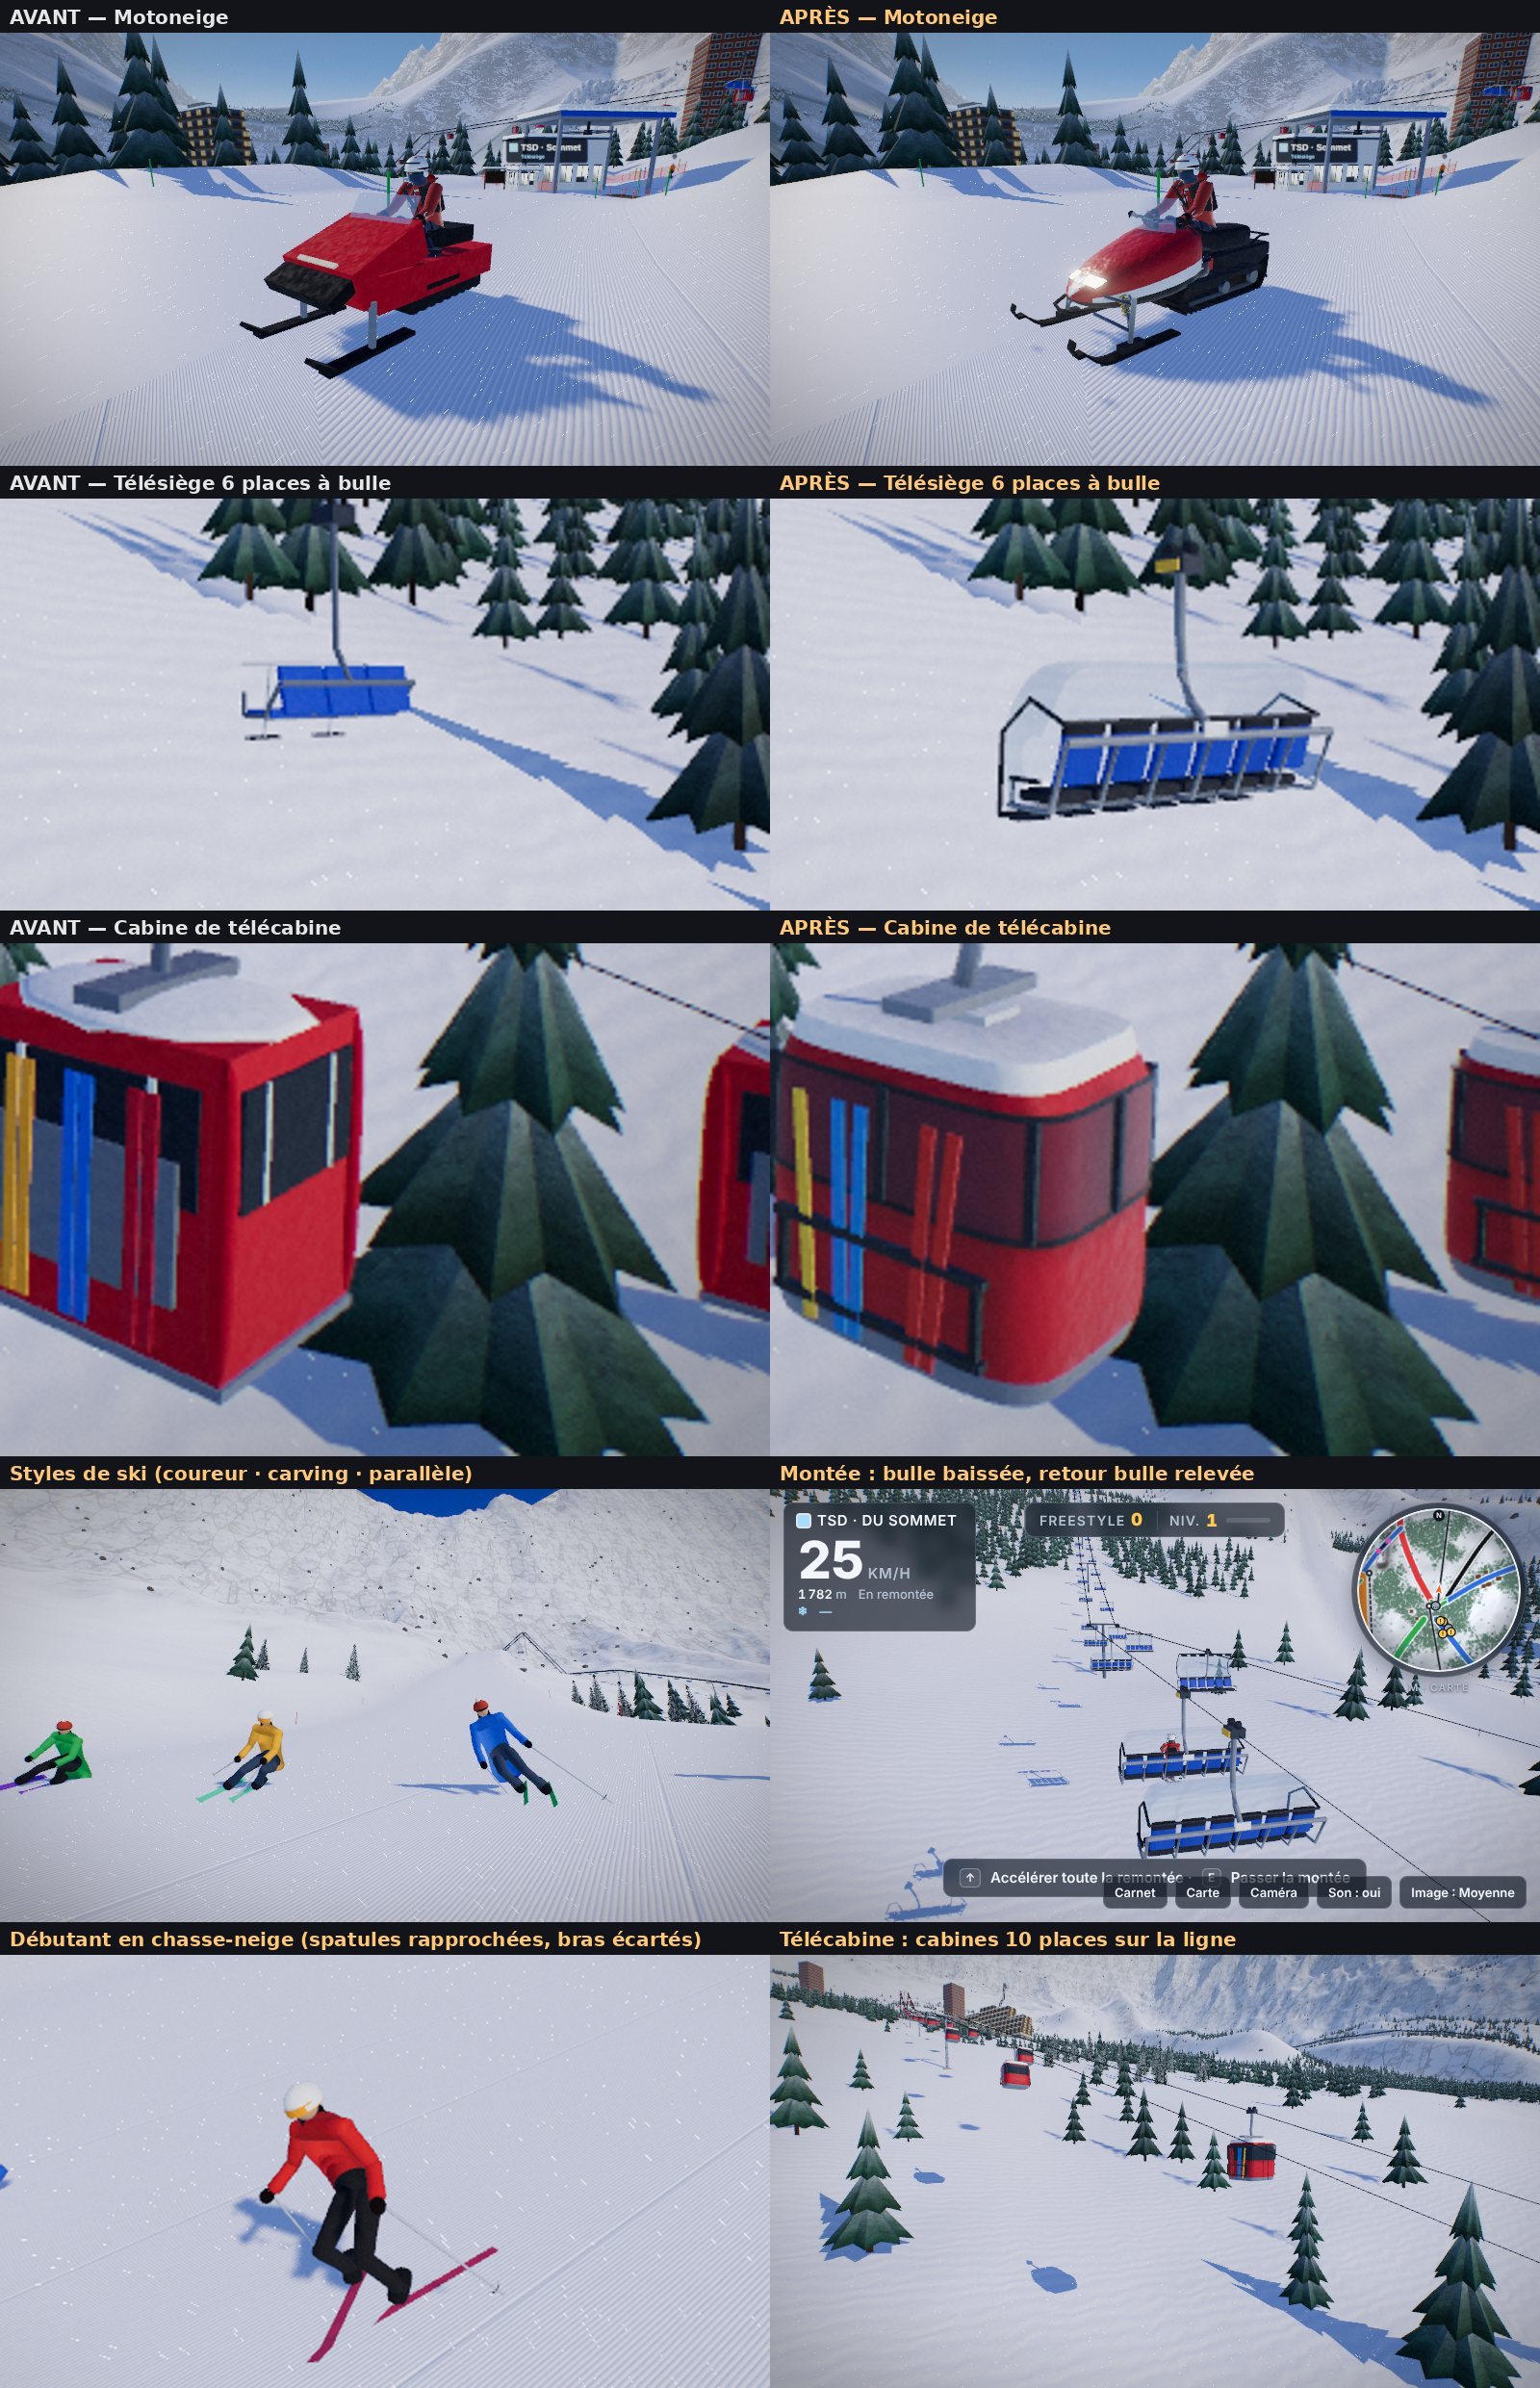 AVANT — Motoneige
APRÈS — Motoneige
TSD · Sommet
Télésiège
TSD · Sommet
Télésiège
AVANT — Télésiège 6 places à bulle
APRÈS — Télésiège 6 places à bulle
AVANT — Cabine de télécabine
APRÈS — Cabine de télécabine
Styles de ski (coureur · carving · parallèle)
Montée : bulle baissée, retour bulle relevée
TSD · DU SOMMET
25 KM/H
1 782 m En remontée
—
FREESTYLE 0 NIV. 1
N
CARTE
↑ Accélérer toute la remontée · E Passer la montée
Carnet
Carte
Caméra
Son : oui
Image : Moyenne
Débutant en chasse-neige (spatules rapprochées, bras écartés)
Télécabine : cabines 10 places sur la ligne